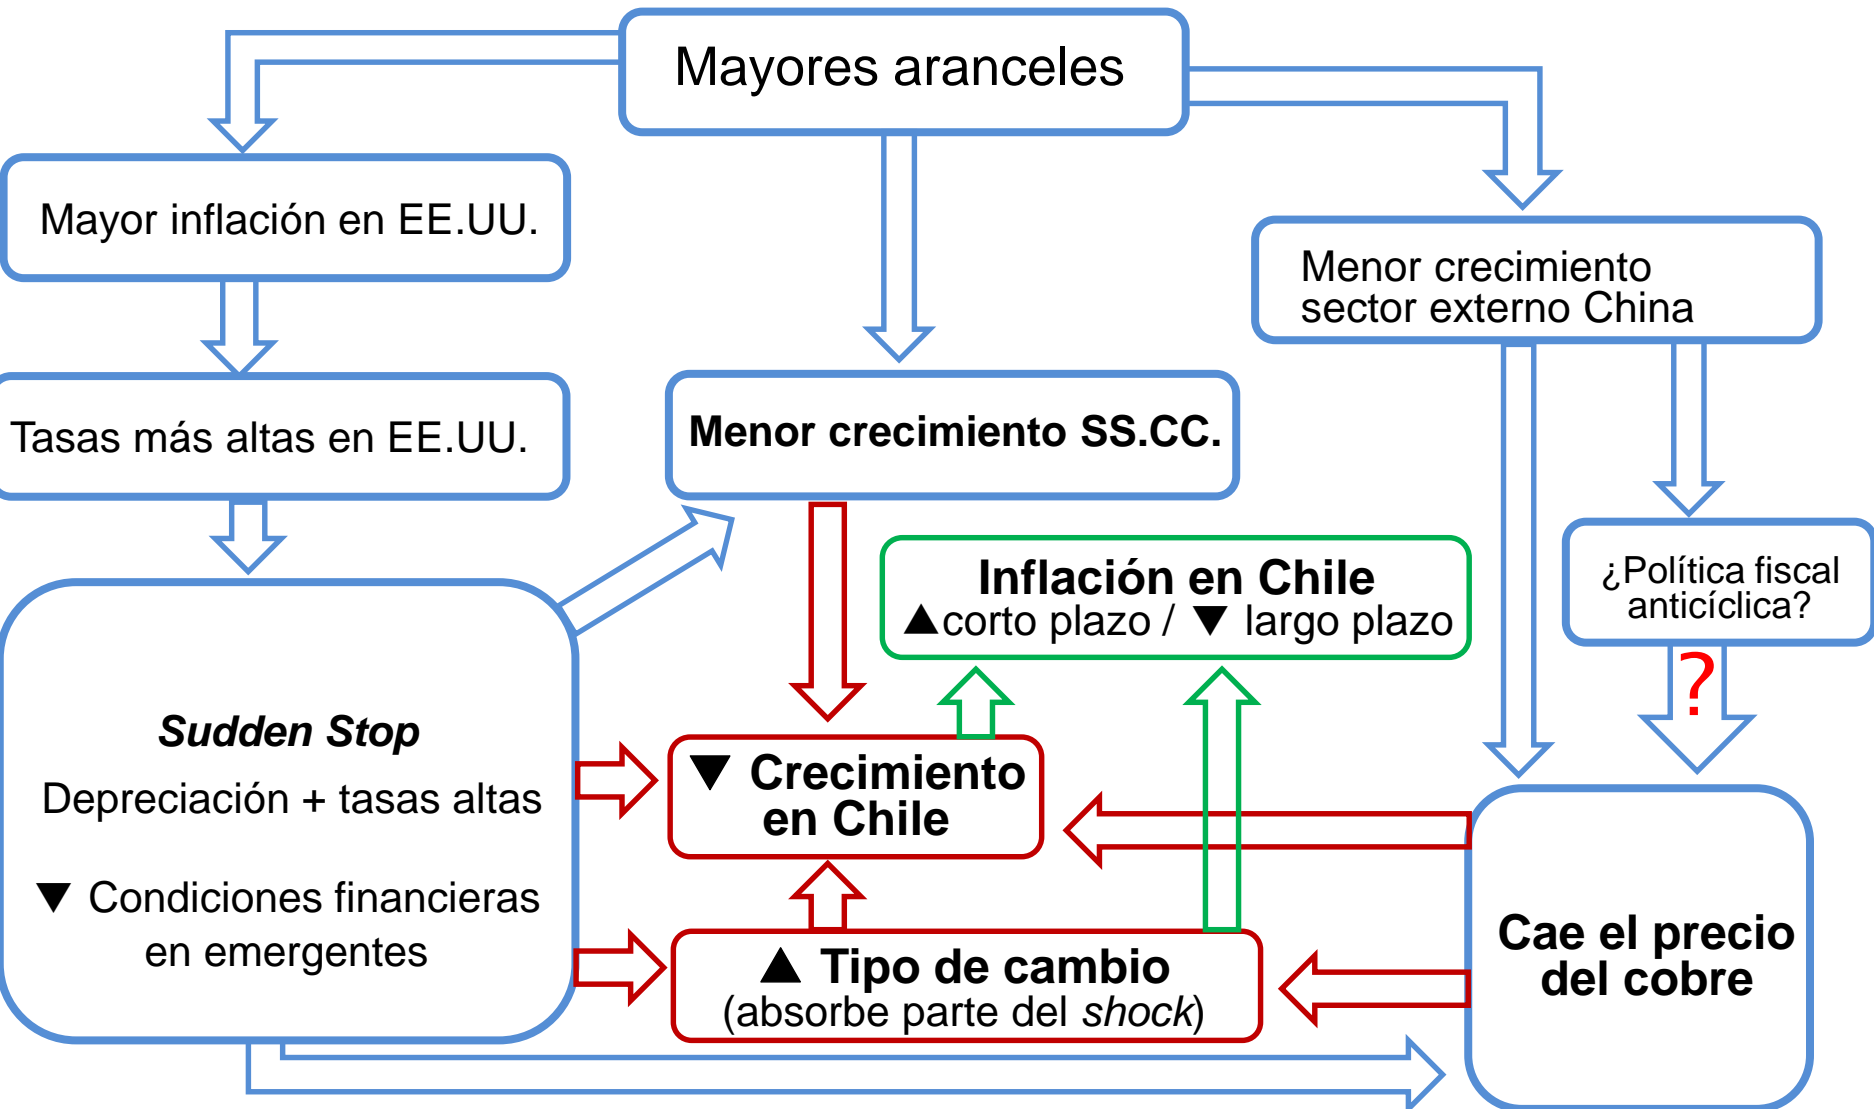 Mayores aranceles
Mayor inflación en EE.UU.
Menor crecimiento
sector externo China
Tasas más altas en EE.UU.
Menor crecimiento SS.CC.
Inflación en Chile
▲corto plazo / ▼ largo plazo
¿Política fiscal
anticíclica?
?
Sudden Stop
Depreciación + tasas altas
▼ Condiciones financieras
en emergentes
▼ Crecimiento
en Chile
▲ Tipo de cambio
(absorbe parte del shock)
Cae el precio
del cobre